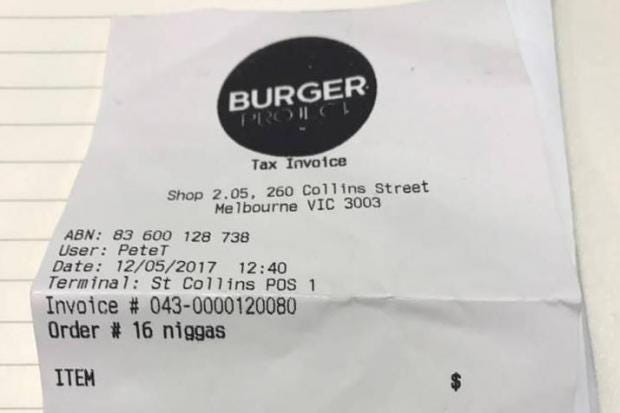 BURGER
PROJECT
Tax Invoice
Shop 2.05, 260 Collins Street
Melbourne VIC 3003
ABN: 83 600 128 738
User: PeteT
Date: 12/05/2017 12:40
Terminal: St Collins POS 1
Invoice # 043-0000120080
Order # 16 niggas
ITEM $